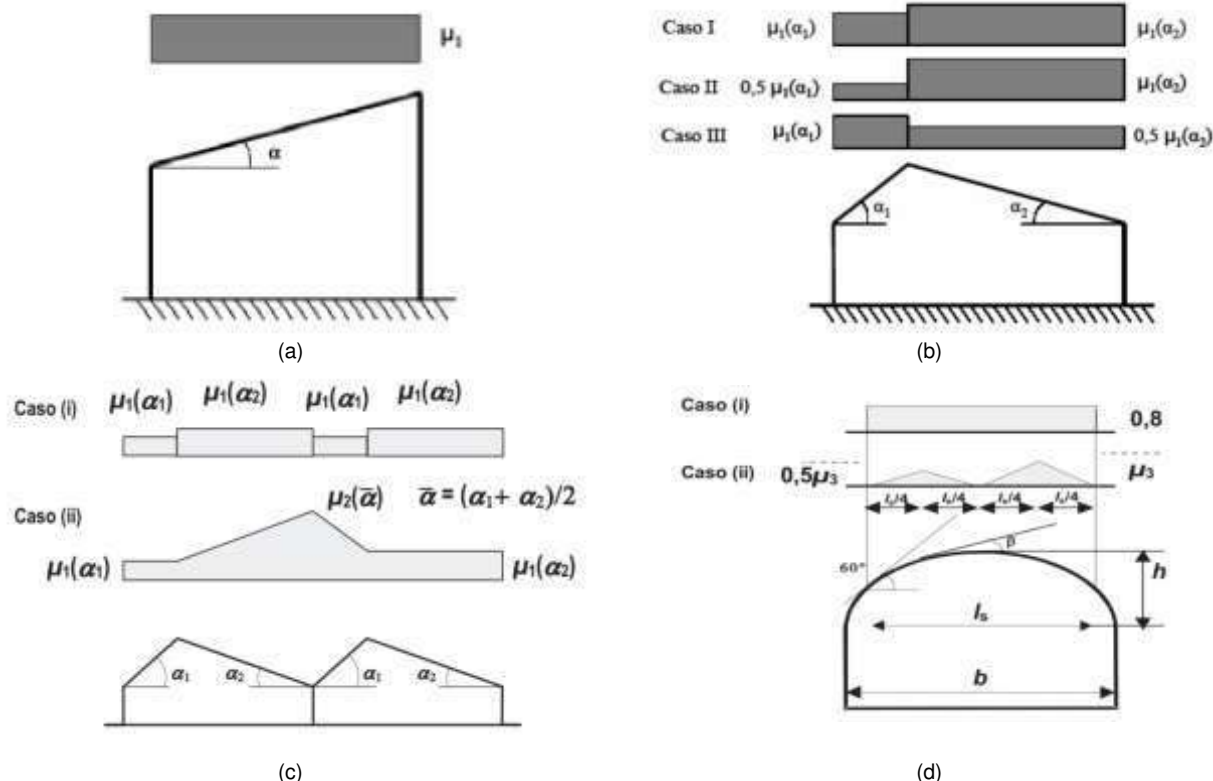 μ₁
α
(a)
Caso I μ₁(α₁) μ₁(α₂)
Caso II 0,5 μ₁(α₁) μ₁(α₂)
Caso III μ₁(α₁) 0,5 μ₁(α₂)
α₁ α₂
(b)
Caso (i) μ₁(α₁) μ₁(α₂) μ₁(α₁) μ₁(α₂)
Caso (ii) μ₂(ᾱ) ᾱ = (α₁+ α₂)/2
μ₁(α₁) μ₁(α₂)
α₁ α₂ α₁ α₂
(c)
Caso (i) 0,8
Caso (ii) 0,5μ₃ μ₃
lₛ/4 lₛ/4 lₛ/4 lₛ/4
β
60° h
lₛ
b
(d)